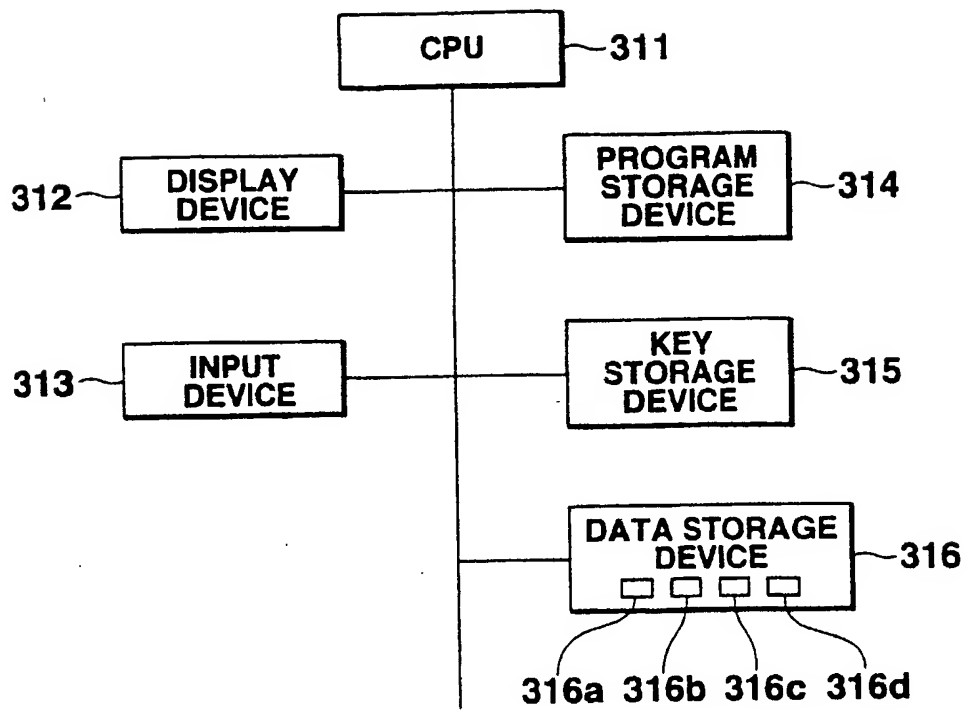 CPU
311
312
DISPLAY
DEVICE
PROGRAM
STORAGE
DEVICE
314
313
INPUT
DEVICE
KEY
STORAGE
DEVICE
315
DATA STORAGE
DEVICE
316
316a 316b 316c 316d